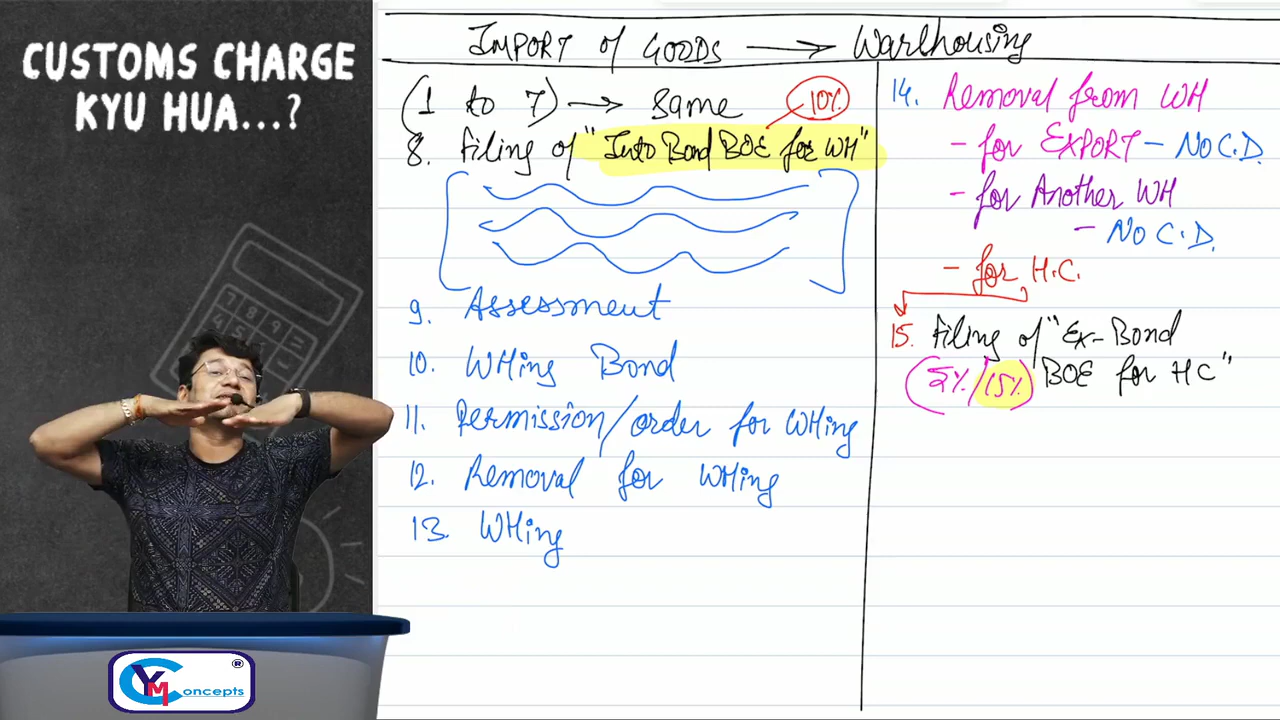 CUSTOMS CHARGE
KYU HUA...?
IMPORT of GOODS → Warehousing
(1 to 7) → Same 10%
8. Filing of "Into Bond BOE for WH"
9. Assessment
10. WHing Bond
11. Permission/order for WHing
12. Removal for WHing
13. WHing
14. Removal from WH
- for EXPORT - NO C.D.
- for Another WH
- NO C.D.
- for H.C.
15. Filing of "Ex-Bond
(5%/15%) BOE for HC"
CYM Concepts ®